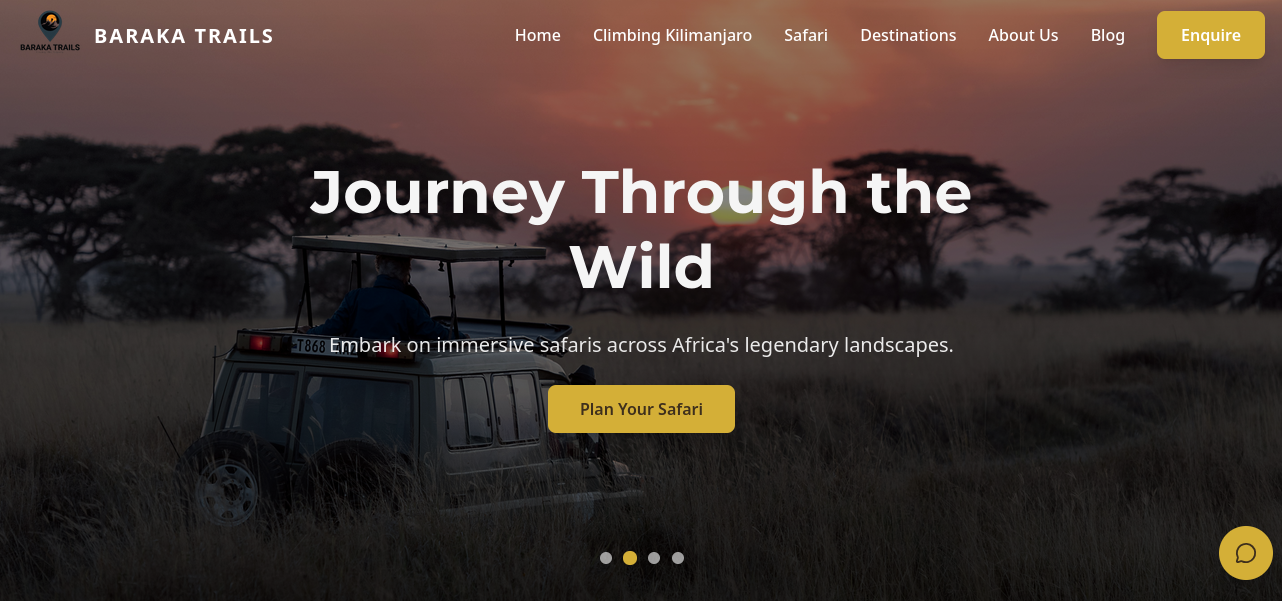 BARAKA TRAILS
BARAKA TRAILS
Home
Climbing Kilimanjaro
Safari
Destinations
About Us
Blog
Enquire
Journey Through the
Wild
T868
Embark on immersive safaris across Africa's legendary landscapes.
Plan Your Safari